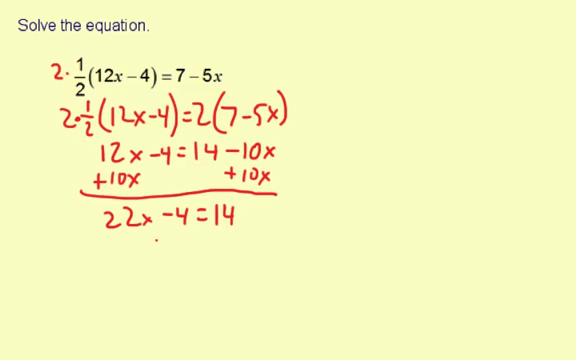 Solve the equation.
2 · 1/2 (12x − 4) = 7 − 5x
2 · 1/2 (12x − 4) = 2(7 − 5x)
12x − 4 = 14 − 10x
+10x +10x
22x − 4 = 14